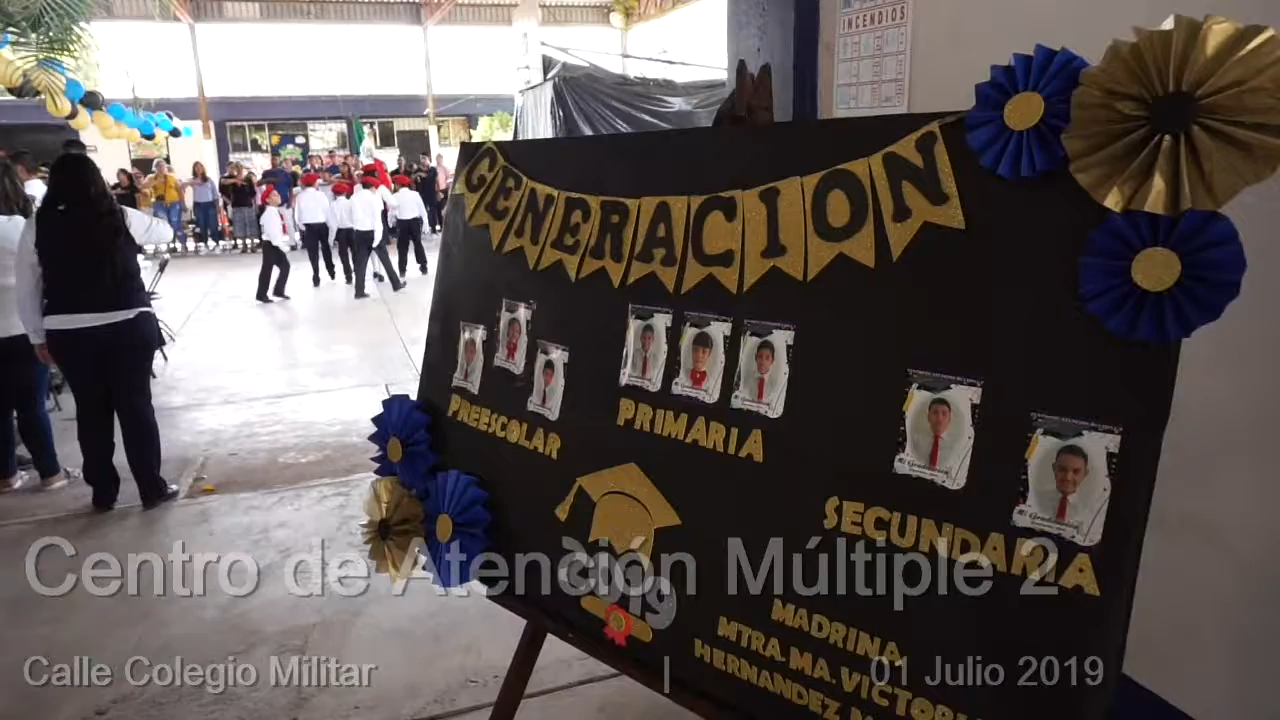 INCENDIOS
GENERACION
PREESCOLAR
PRIMARIA
SECUNDARIA
MADRINA
MTRA. MA. VICTORI
HERNANDEZ
Centro de Atención Múltiple 2
Calle Colegio Militar | 01 Julio 2019